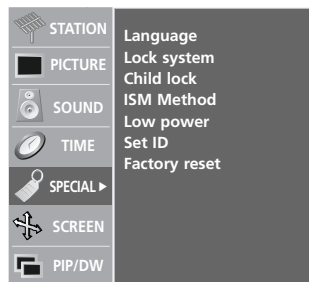 STATION
PICTURE
SOUND
TIME
SPECIAL ►
SCREEN
PIP/DW
Language
Lock system
Child lock
ISM Method
Low power
Set ID
Factory reset